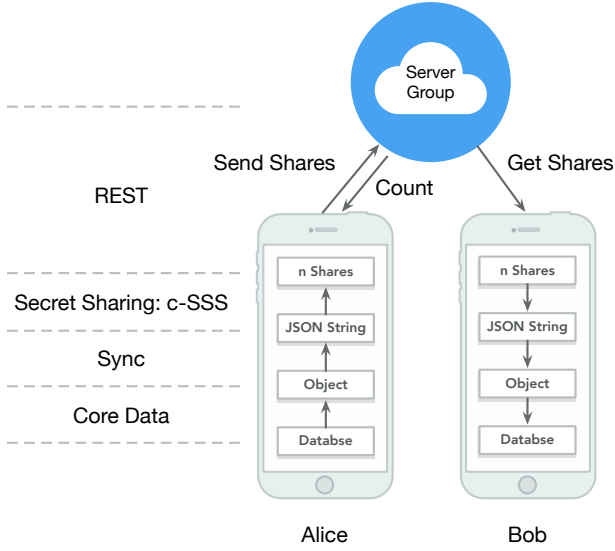 Server
Group
Send Shares
Get Shares
Count
REST
n Shares
n Shares
Secret Sharing: c-SSS
JSON String
JSON String
Sync
Object
Object
Core Data
Databse
Databse
Alice
Bob